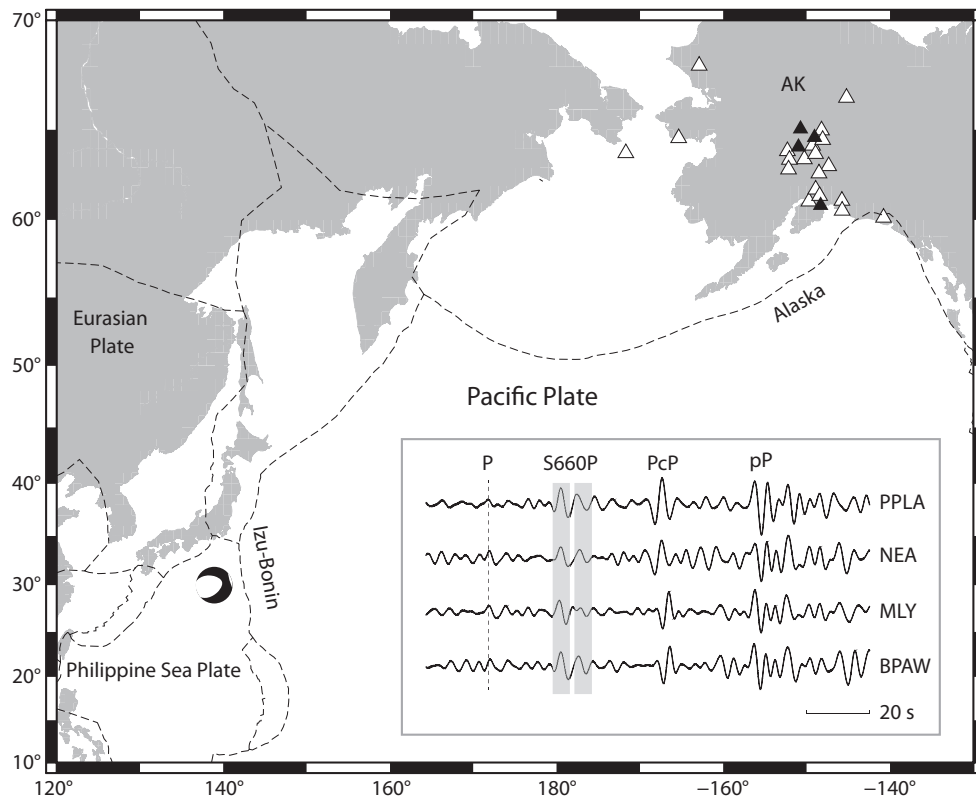 70°
60°
50°
40°
30°
20°
10°
120°
140°
160°
180°
−160°
−140°
AK
Alaska
Eurasian
Plate
Pacific Plate
Izu-Bonin
Philippine Sea Plate
P S660P PcP pP
PPLA
NEA
MLY
BPAW
20 s